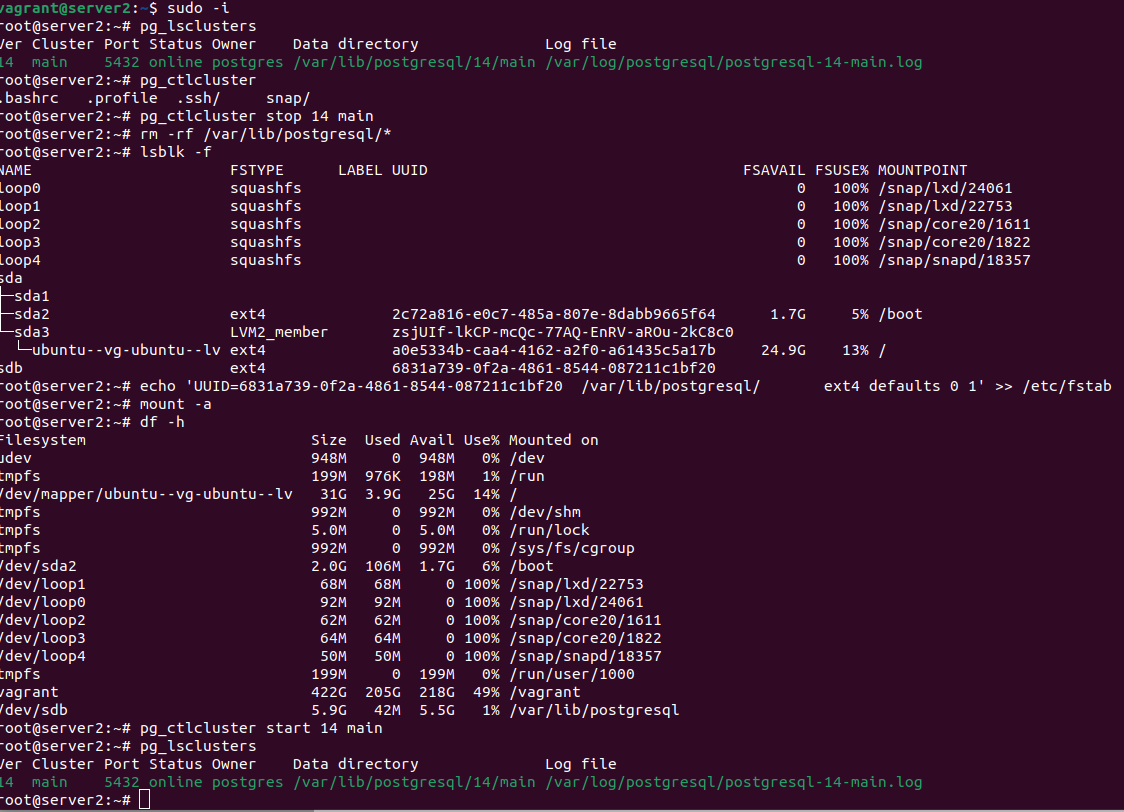 vagrant@server2:~$ sudo -i
root@server2:~# pg_lsclusters
Ver Cluster Port Status Owner    Data directory              Log file
14  main    5432 online postgres /var/lib/postgresql/14/main /var/log/postgresql/postgresql-14-main.log
root@server2:~# pg_ctlcluster
.bashrc   .profile  .ssh/     snap/
root@server2:~# pg_ctlcluster stop 14 main
root@server2:~# rm -rf /var/lib/postgresql/*
root@server2:~# lsblk -f
NAME                      FSTYPE      LABEL UUID                                   FSAVAIL FSUSE% MOUNTPOINT
loop0                     squashfs                                                       0   100% /snap/lxd/24061
loop1                     squashfs                                                       0   100% /snap/lxd/22753
loop2                     squashfs                                                       0   100% /snap/core20/1611
loop3                     squashfs                                                       0   100% /snap/core20/1822
loop4                     squashfs                                                       0   100% /snap/snapd/18357
sda
├─sda1
├─sda2                    ext4              2c72a816-e0c7-485a-807e-8dabb9665f64      1.7G     5% /boot
└─sda3                    LVM2_member       zsjUIf-lkCP-mcQc-77AQ-EnRV-aROu-2kC8c0
  └─ubuntu--vg-ubuntu--lv ext4              a0e5334b-caa4-4162-a2f0-a61435c5a17b     24.9G    13% /
sdb                       ext4              6831a739-0f2a-4861-8544-087211c1bf20
root@server2:~# echo 'UUID=6831a739-0f2a-4861-8544-087211c1bf20  /var/lib/postgresql/       ext4 defaults 0 1' >> /etc/fstab
root@server2:~# mount -a
root@server2:~# df -h
Filesystem                         Size  Used Avail Use% Mounted on
udev                               948M     0  948M   0% /dev
tmpfs                              199M  976K  198M   1% /run
/dev/mapper/ubuntu--vg-ubuntu--lv   31G  3.9G   25G  14% /
tmpfs                              992M     0  992M   0% /dev/shm
tmpfs                              5.0M     0  5.0M   0% /run/lock
tmpfs                              992M     0  992M   0% /sys/fs/cgroup
/dev/sda2                          2.0G  106M  1.7G   6% /boot
/dev/loop1                          68M   68M     0 100% /snap/lxd/22753
/dev/loop0                          92M   92M     0 100% /snap/lxd/24061
/dev/loop2                          62M   62M     0 100% /snap/core20/1611
/dev/loop3                          64M   64M     0 100% /snap/core20/1822
/dev/loop4                          50M   50M     0 100% /snap/snapd/18357
tmpfs                              199M     0  199M   0% /run/user/1000
vagrant                            422G  205G  218G  49% /vagrant
/dev/sdb                           5.9G   42M  5.5G   1% /var/lib/postgresql
root@server2:~# pg_ctlcluster start 14 main
root@server2:~# pg_lsclusters
Ver Cluster Port Status Owner    Data directory              Log file
14  main    5432 online postgres /var/lib/postgresql/14/main /var/log/postgresql/postgresql-14-main.log
root@server2:~#